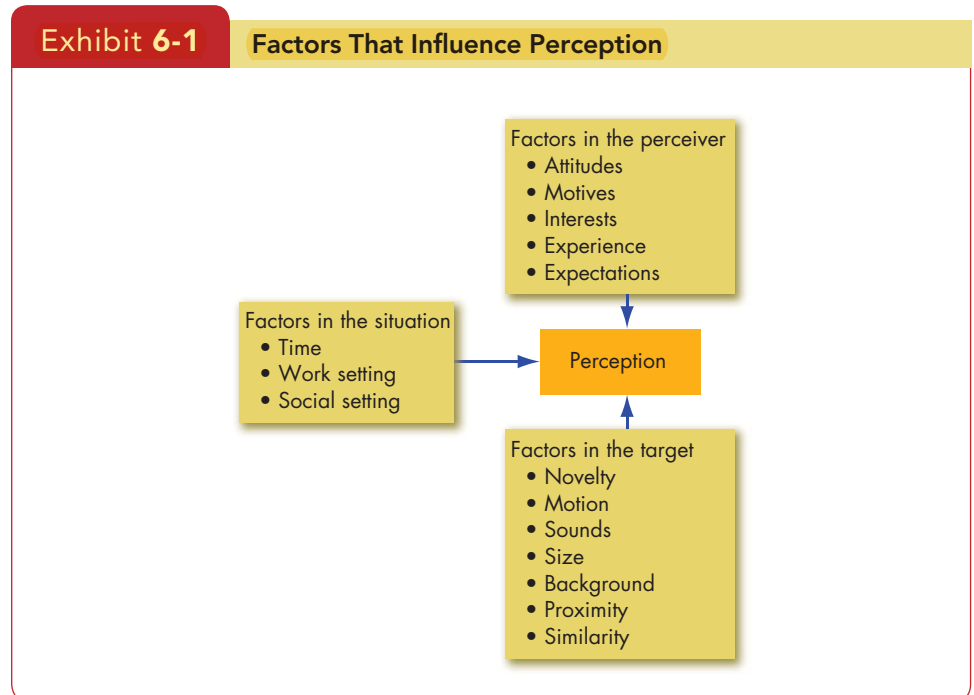 Exhibit 6-1
Factors That Influence Perception
Factors in the perceiver
• Attitudes
• Motives
• Interests
• Experience
• Expectations
Factors in the situation
• Time
• Work setting
• Social setting
Perception
Factors in the target
• Novelty
• Motion
• Sounds
• Size
• Background
• Proximity
• Similarity